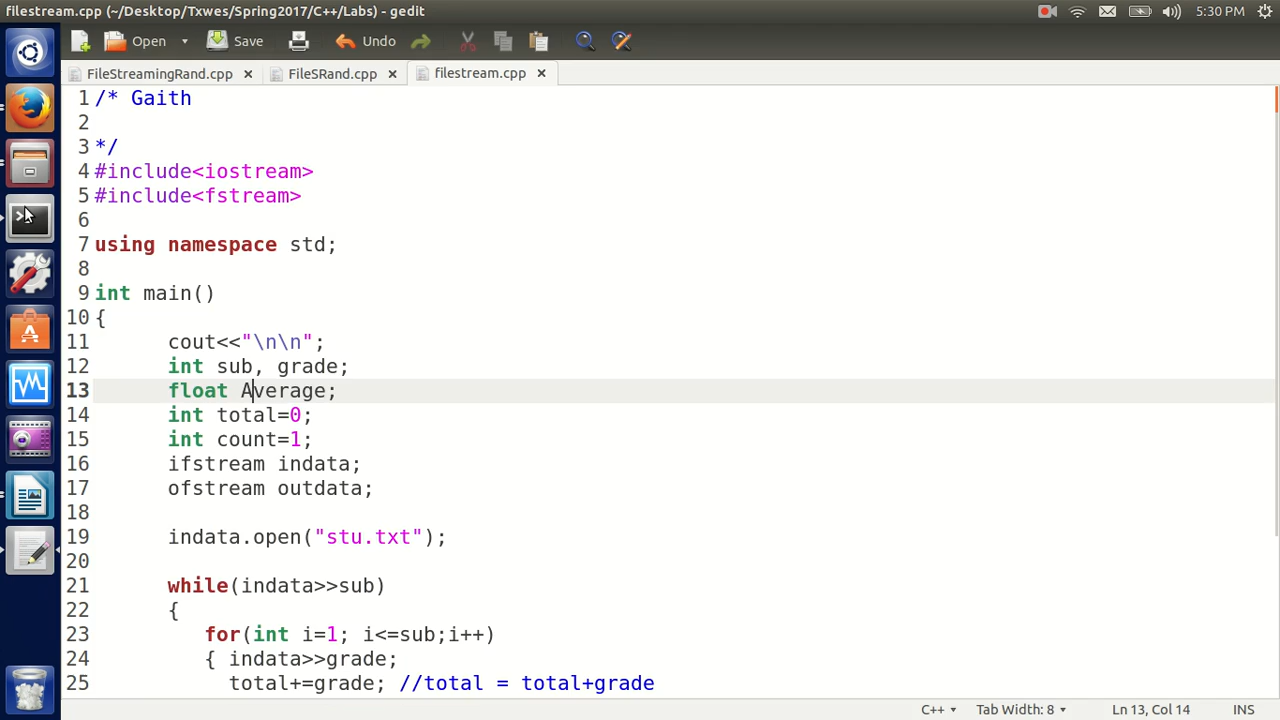 filestream.cpp (~/Desktop/Txwes/Spring2017/C++/Labs) - gedit
5:30 PM
Open
Save
Undo
FileStreamingRand.cpp
FileSRand.cpp
filestream.cpp
1 /* Gaith
2
3 */
4 #include<iostream>
5 #include<fstream>
6
7 using namespace std;
8
9 int main()
10 {
11 cout<<"\n\n";
12 int sub, grade;
13 float Average;
14 int total=0;
15 int count=1;
16 ifstream indata;
17 ofstream outdata;
18
19 indata.open("stu.txt");
20
21 while(indata>>sub)
22 {
23 for(int i=1; i<=sub;i++)
24 { indata>>grade;
25 total+=grade; //total = total+grade
C++
Tab Width: 8
Ln 13, Col 14
INS